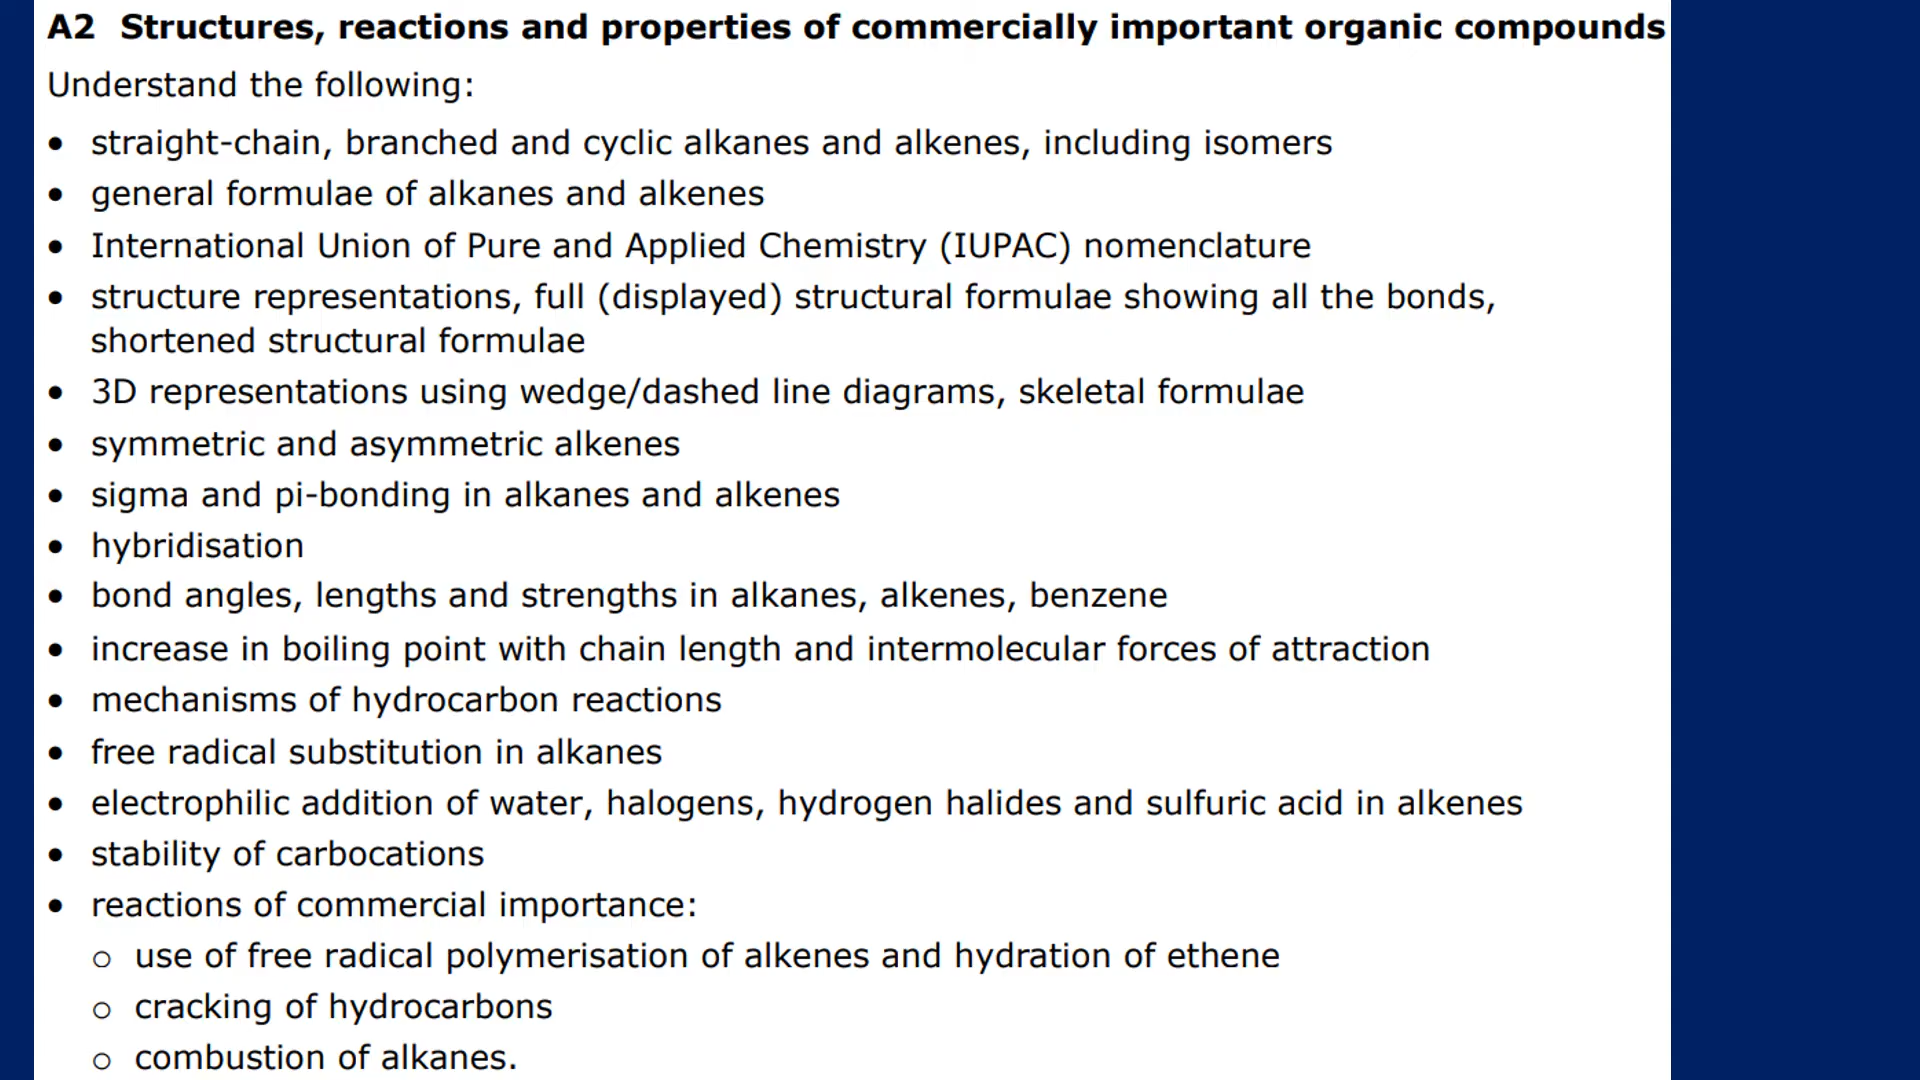 A2 Structures, reactions and properties of commercially important organic compounds
Understand the following:
• straight-chain, branched and cyclic alkanes and alkenes, including isomers
• general formulae of alkanes and alkenes
• International Union of Pure and Applied Chemistry (IUPAC) nomenclature
• structure representations, full (displayed) structural formulae showing all the bonds,
shortened structural formulae
• 3D representations using wedge/dashed line diagrams, skeletal formulae
• symmetric and asymmetric alkenes
• sigma and pi-bonding in alkanes and alkenes
• hybridisation
• bond angles, lengths and strengths in alkanes, alkenes, benzene
• increase in boiling point with chain length and intermolecular forces of attraction
• mechanisms of hydrocarbon reactions
• free radical substitution in alkanes
• electrophilic addition of water, halogens, hydrogen halides and sulfuric acid in alkenes
• stability of carbocations
• reactions of commercial importance:
o use of free radical polymerisation of alkenes and hydration of ethene
o cracking of hydrocarbons
o combustion of alkanes.